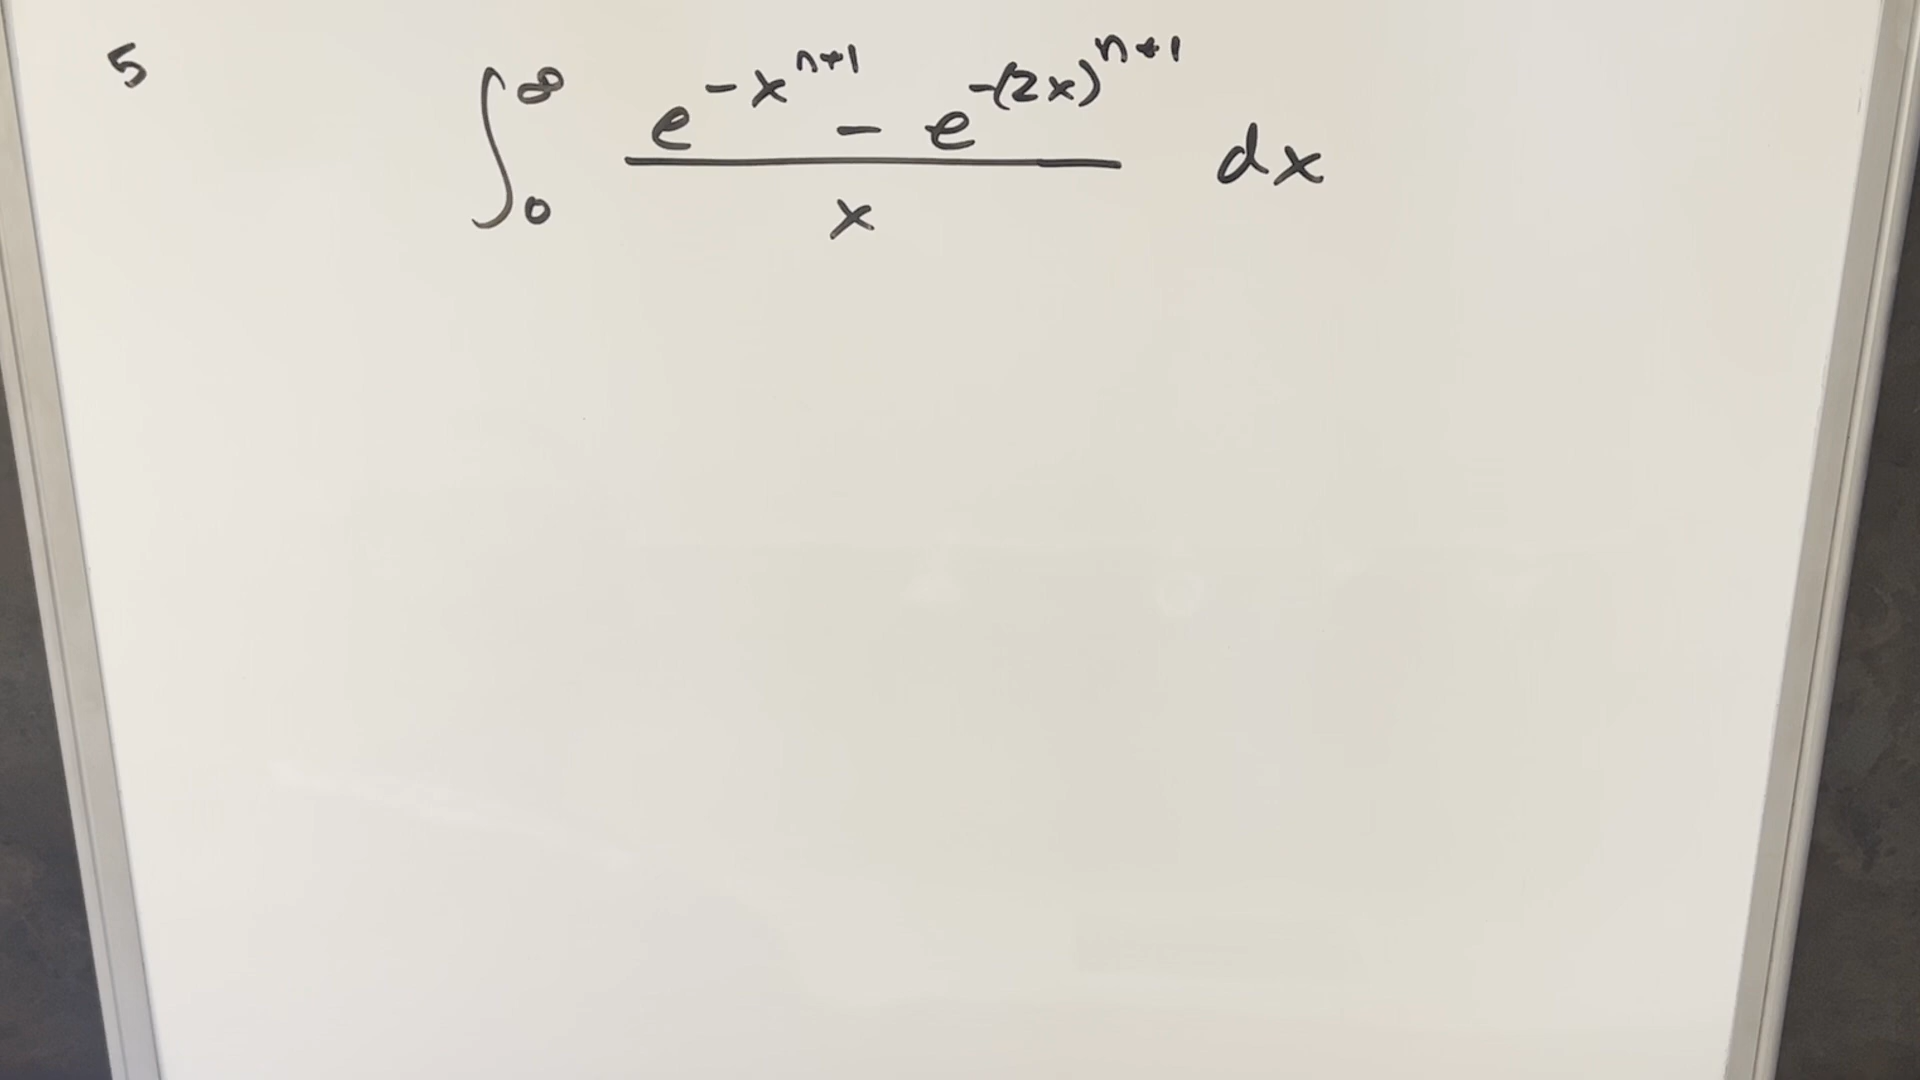 5
∫₀^∞ (e^{-x^{n+1}} - e^{-(2x)^{n+1}}) / x dx